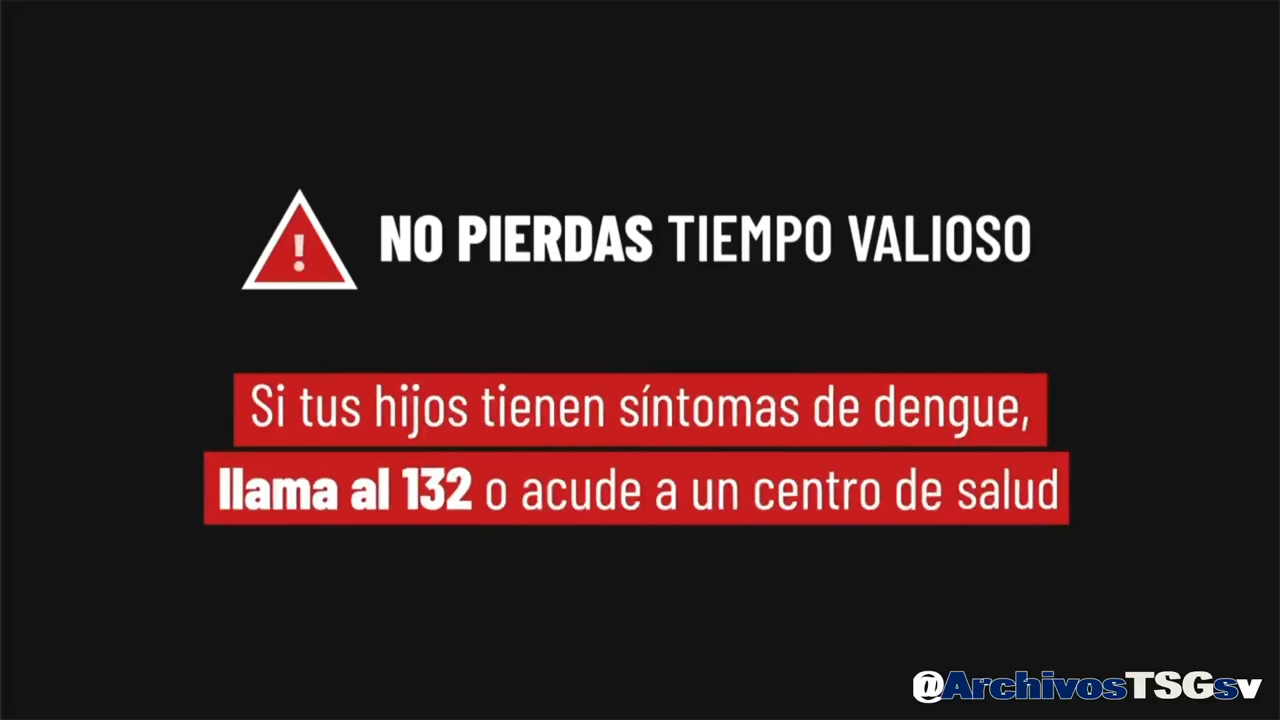 !
NO PIERDAS TIEMPO VALIOSO
Si tus hijos tienen síntomas de dengue,
llama al 132 o acude a un centro de salud
@ArchivosTSGsv